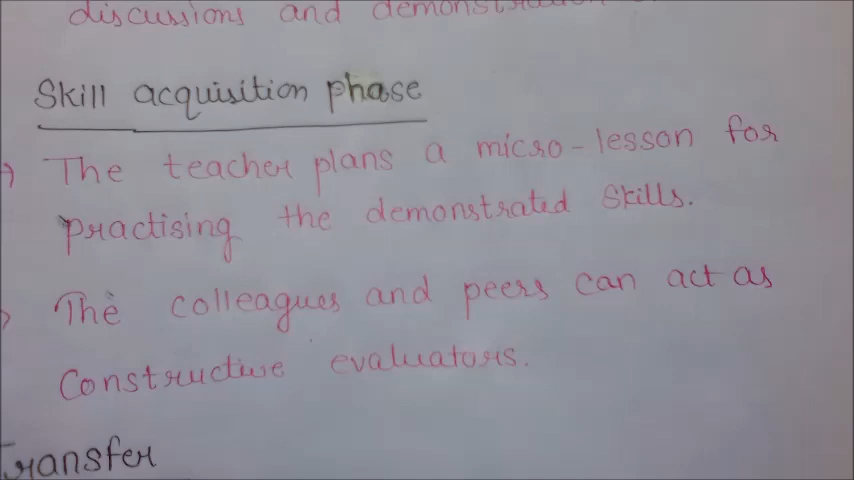 discussions and demonstration
Skill acquisition phase
The teacher plans a micro-lesson for
practising the demonstrated skills.
The colleagues and peers can act as
Constructive evaluators.
Transfer